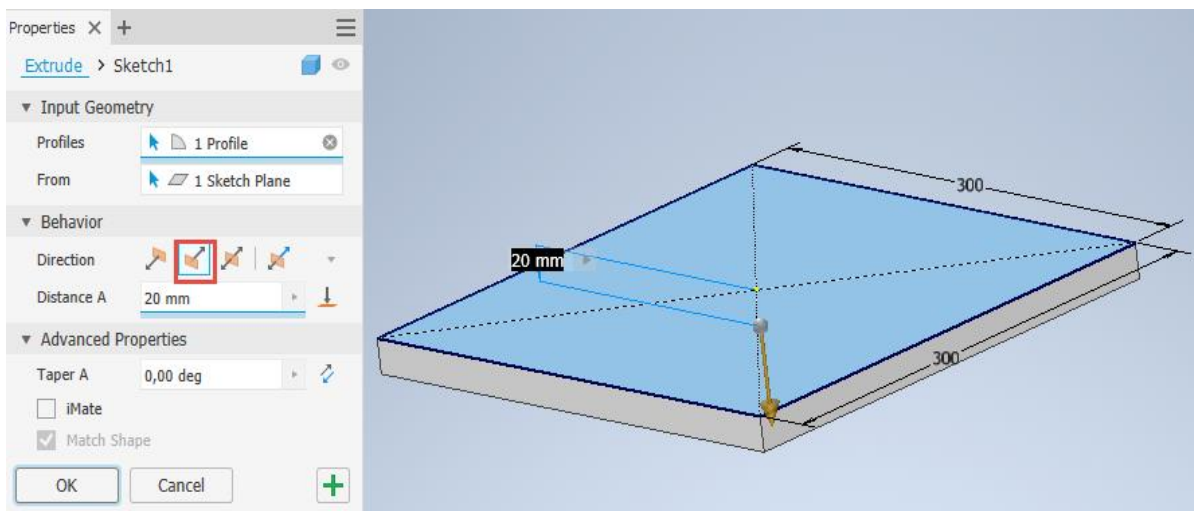 Properties
Extrude > Sketch1
Input Geometry
Profiles 1 Profile
From 1 Sketch Plane
Behavior
Direction
Distance A 20 mm
Advanced Properties
Taper A 0,00 deg
iMate
Match Shape
OK Cancel
300
20 mm
300